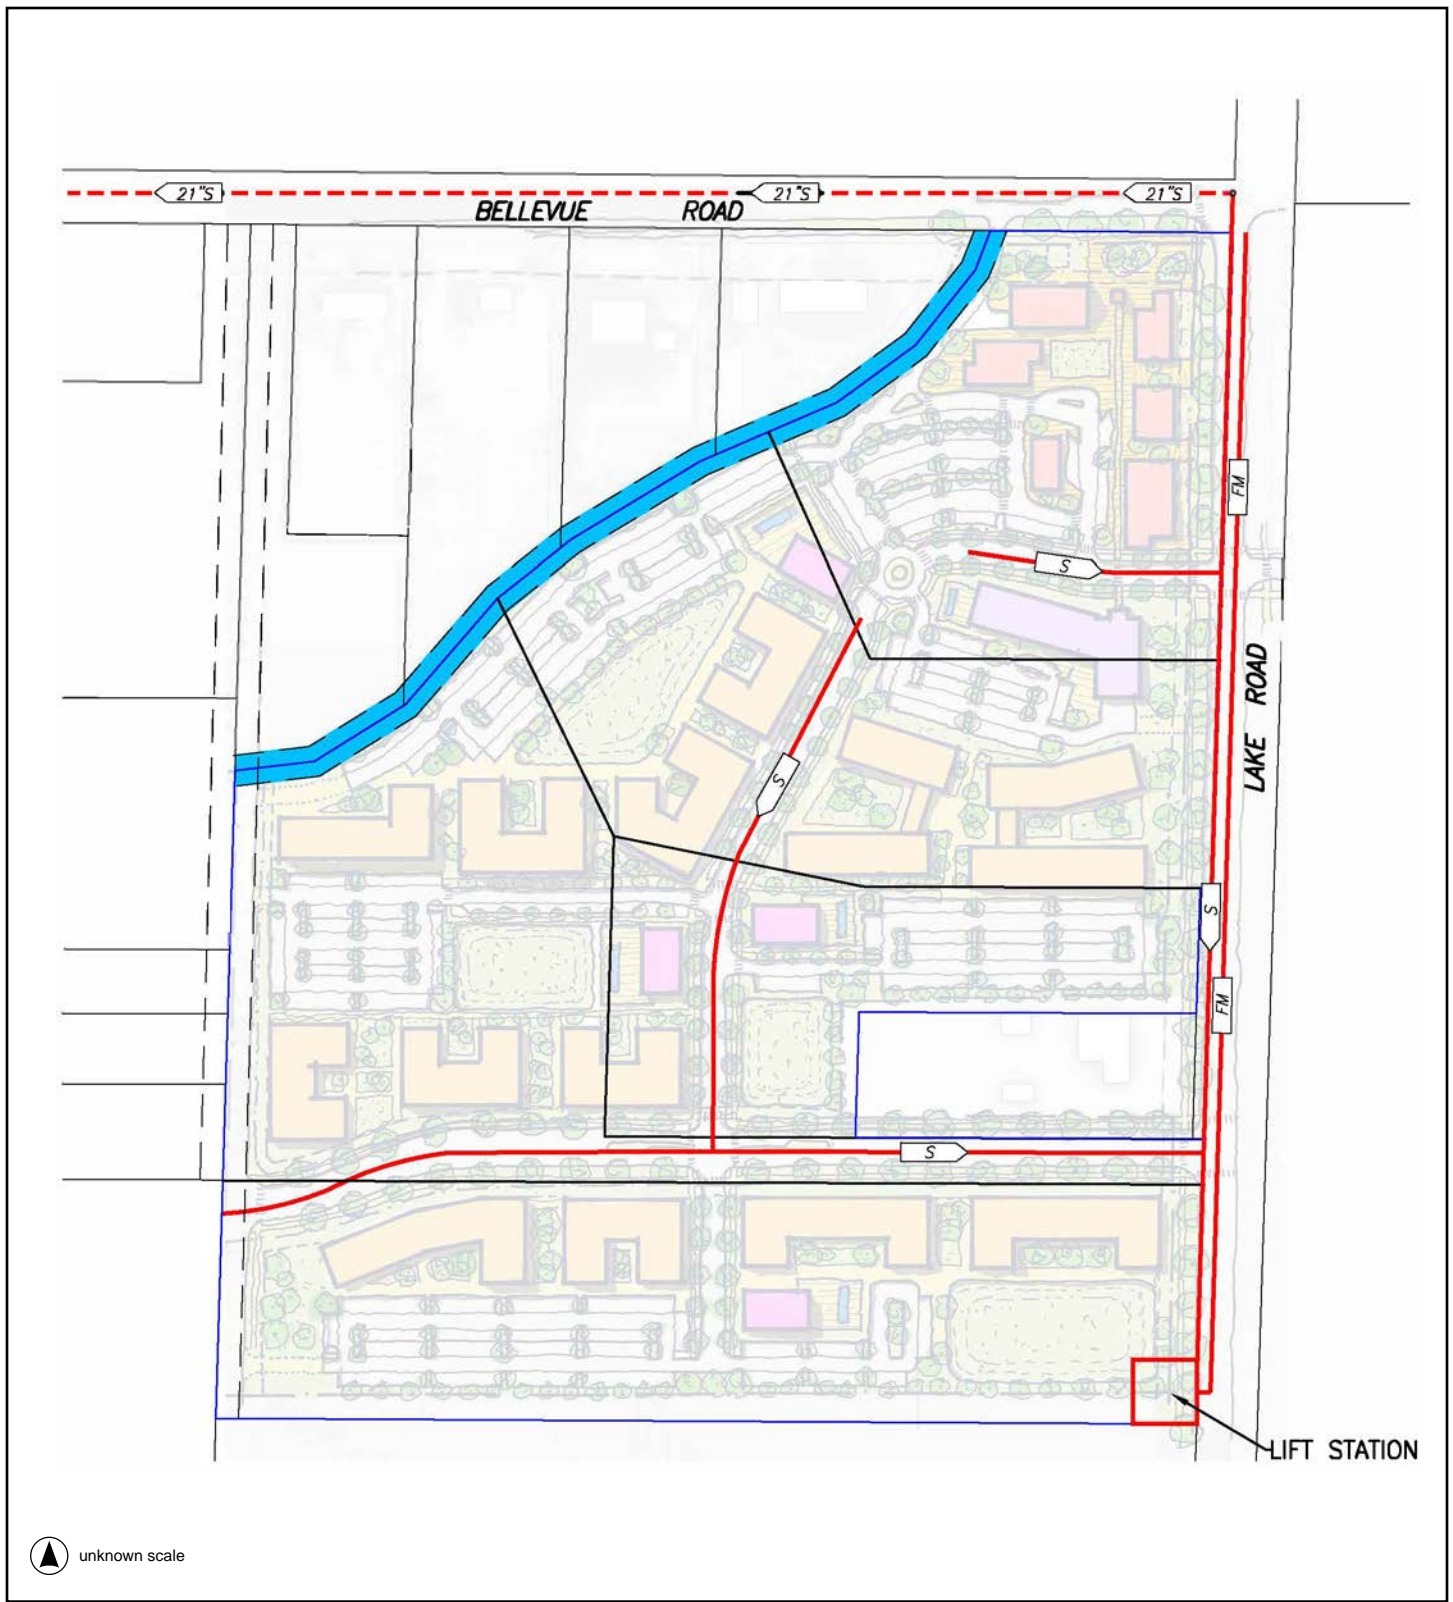 21"S
21"S
21"S
BELLEVUE ROAD
FM
S
LAKE ROAD
S
S
FM
S
LIFT STATION
unknown scale